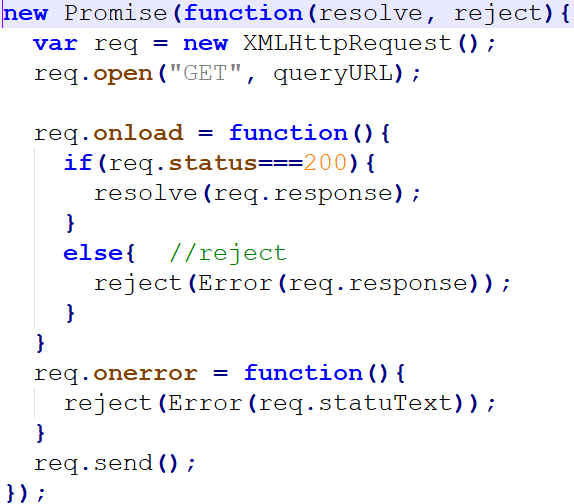 new Promise(function(resolve, reject){
  var req = new XMLHttpRequest();
  req.open("GET", queryURL);

  req.onload = function(){
    if(req.status===200){
      resolve(req.response);
    }
    else{  //reject
      reject(Error(req.response));
    }
  }
  req.onerror = function(){
    reject(Error(req.statuText));
  }
  req.send();
});